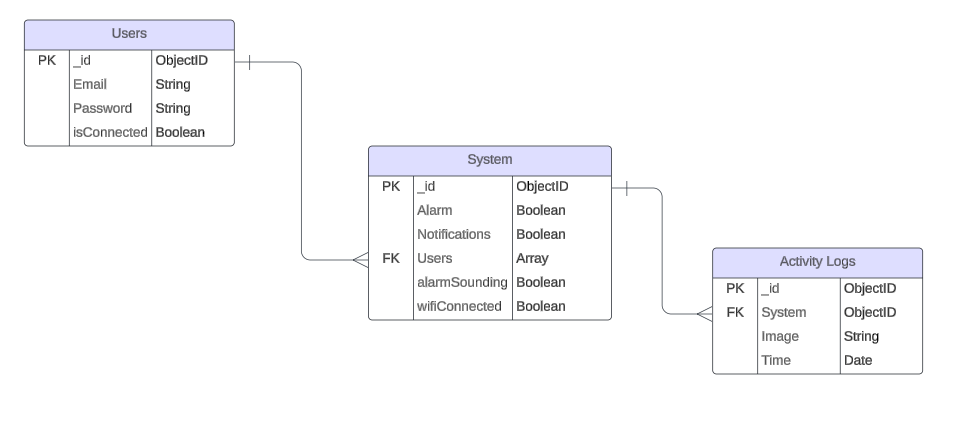 Users
PK _id ObjectID
Email String
Password String
isConnected Boolean
System
PK _id ObjectID
Alarm Boolean
Notifications Boolean
FK Users Array
alarmSounding Boolean
wifiConnected Boolean
Activity Logs
PK _id ObjectID
FK System ObjectID
Image String
Time Date